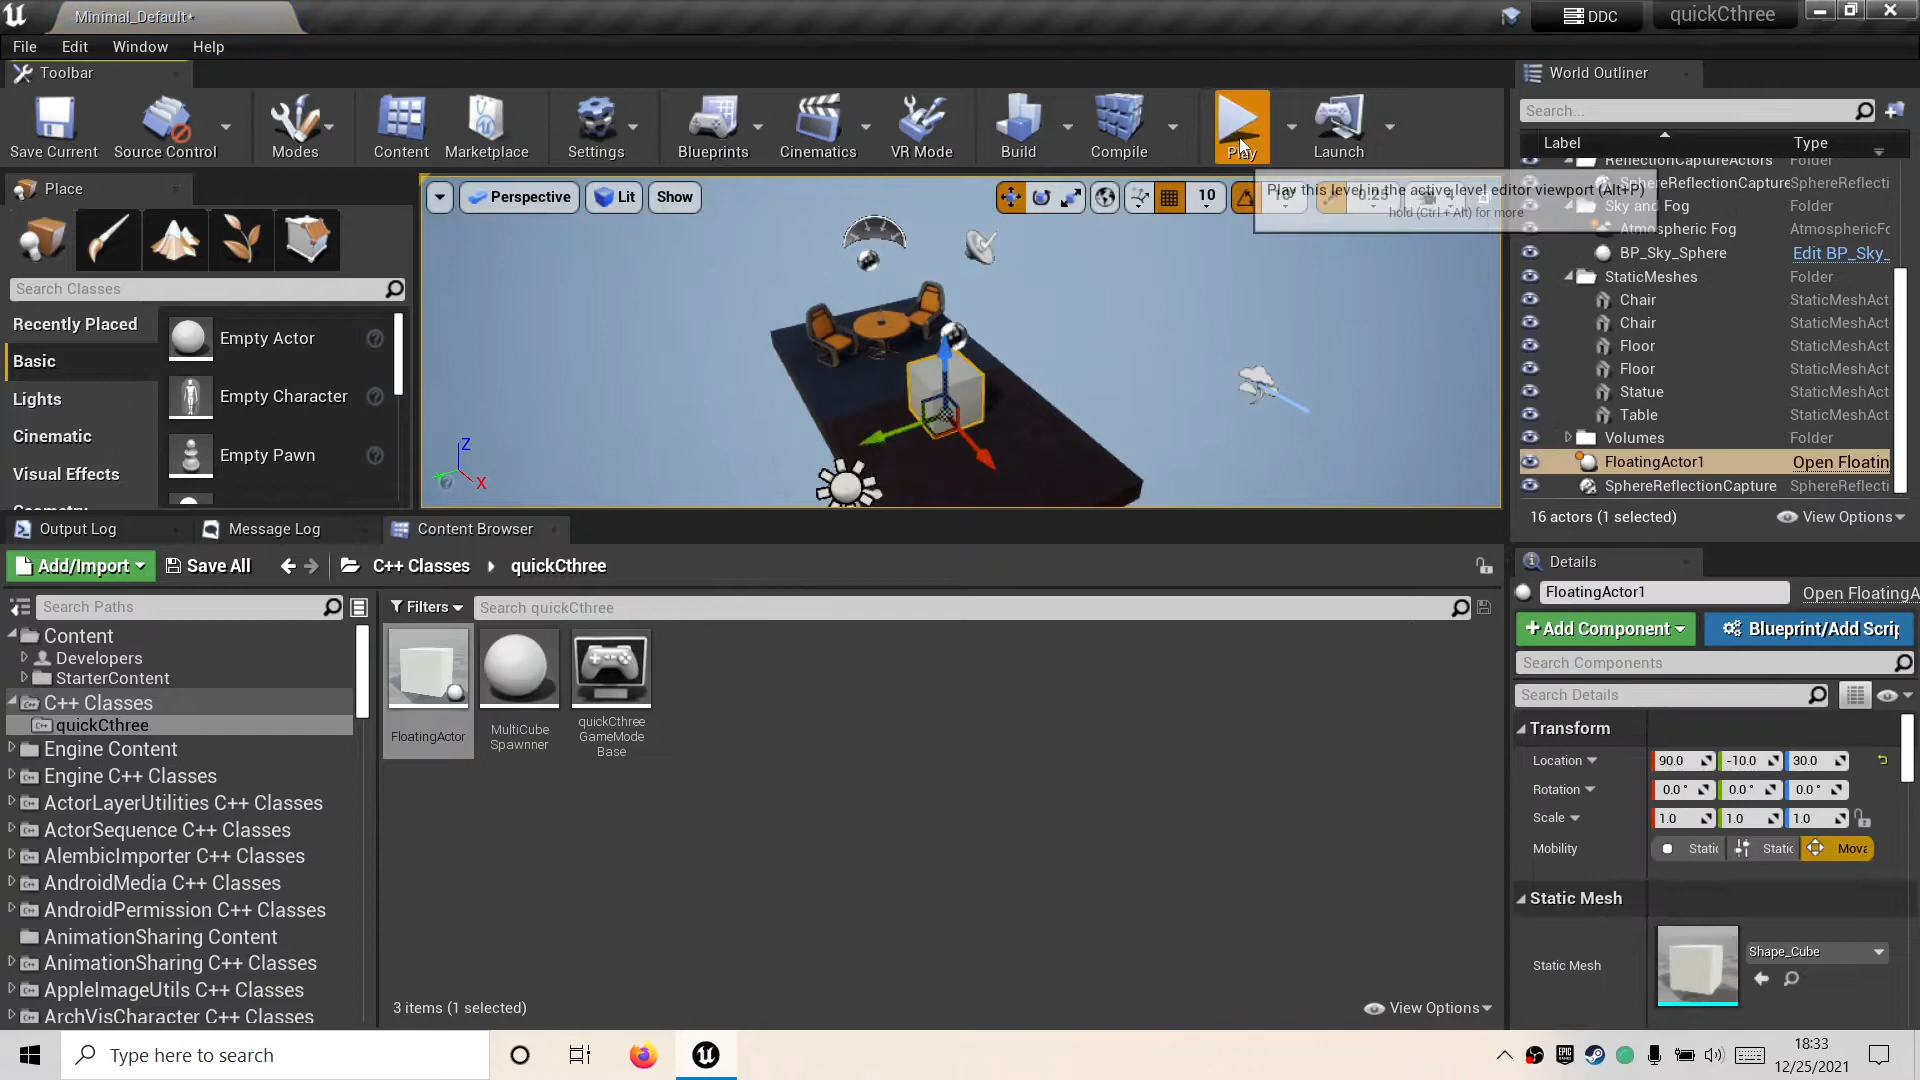 Minimal_Default*
DDC
quickCthree
File Edit Window Help
Toolbar
World Outliner
Save Current
Source Control
Modes
Content
Marketplace
Settings
Blueprints
Cinematics
VR Mode
Build
Compile
Play
Launch
Search...
Label Type
ReflectionCaptureActors Folder
SphereReflectionCapture SphereReflecti
Sky and Fog Folder
Atmospheric Fog AtmosphericFo
BP_Sky_Sphere Edit BP_Sky_
StaticMeshes Folder
Chair StaticMeshAct
Chair StaticMeshAct
Floor StaticMeshAct
Floor StaticMeshAct
Statue StaticMeshAct
Table StaticMeshAct
Volumes Folder
FloatingActor1 Open Floatin
SphereReflectionCapture SphereReflecti
16 actors (1 selected) View Options
Play this level in the active level editor viewport (Alt+P)
hold (Ctrl + Alt) for more
Place
Search Classes
Recently Placed
Basic
Lights
Cinematic
Visual Effects
Empty Actor
Empty Character
Empty Pawn
Perspective Lit Show
10
10°
0.25
4
Z
X
Output Log Message Log Content Browser
Add/Import Save All C++ Classes quickCthree
Search Paths
Filters Search quickCthree
Content
Developers
StarterContent
C++ Classes
quickCthree
Engine Content
Engine C++ Classes
ActorLayerUtilities C++ Classes
ActorSequence C++ Classes
AlembicImporter C++ Classes
AndroidMedia C++ Classes
AndroidPermission C++ Classes
AnimationSharing Content
AnimationSharing C++ Classes
AppleImageUtils C++ Classes
ArchVisCharacter C++ Classes
FloatingActor
MultiCube
Spawnner
quickCthree
GameMode
Base
3 items (1 selected) View Options
Details
FloatingActor1 Open FloatingA
+ Add Component Blueprint/Add Scrip
Search Components
Search Details
Transform
Location 90.0 -10.0 30.0
Rotation 0.0° 0.0° 0.0°
Scale 1.0 1.0 1.0
Mobility Static Static Mova
Static Mesh
Static Mesh Shape_Cube
Type here to search
18:33
12/25/2021